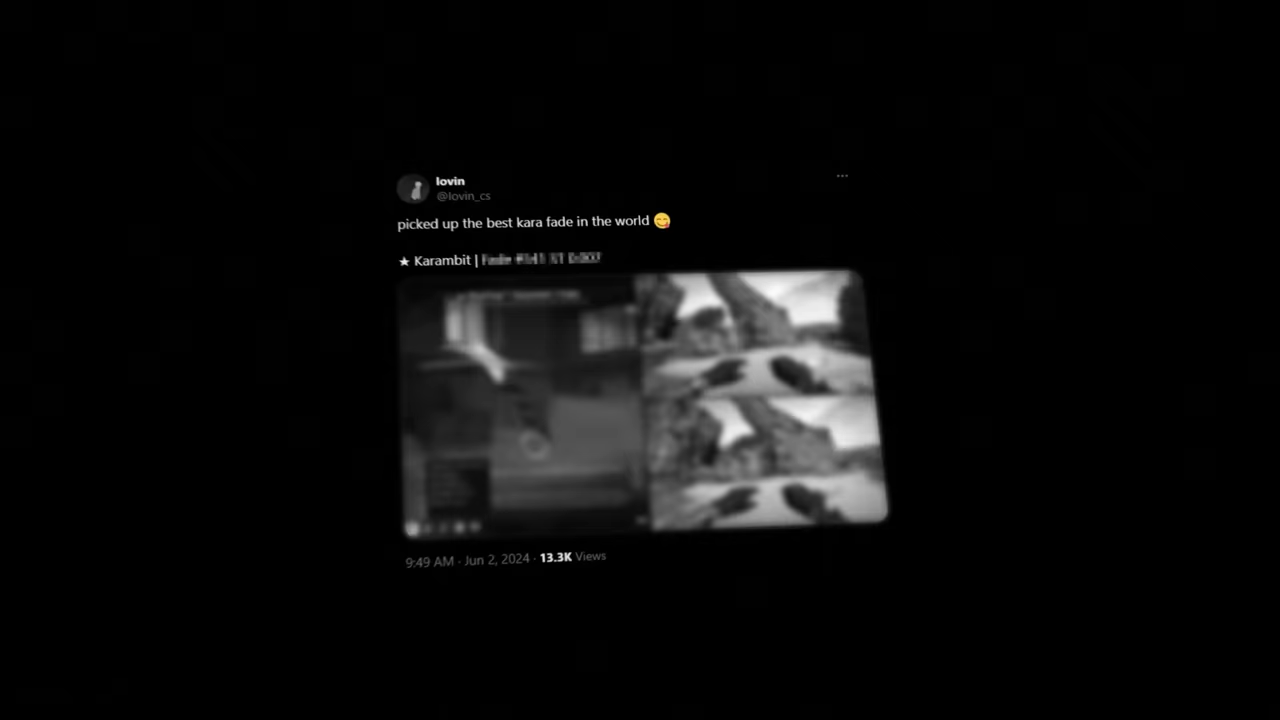 lovin
@lovin_cs
picked up the best kara fade in the world 😋
★ Karambit |
9:49 AM · Jun 2, 2024 · 13.3K Views